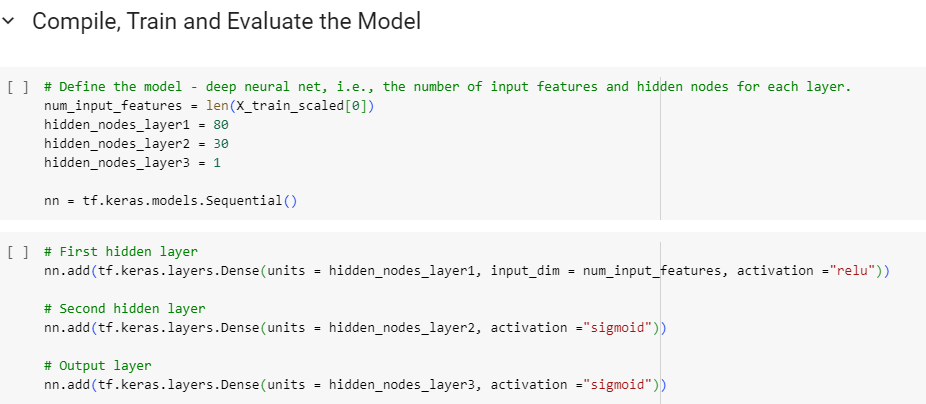 Compile, Train and Evaluate the Model
[ ] # Define the model - deep neural net, i.e., the number of input features and hidden nodes for each layer.
num_input_features = len(X_train_scaled[0])
hidden_nodes_layer1 = 80
hidden_nodes_layer2 = 30
hidden_nodes_layer3 = 1
nn = tf.keras.models.Sequential()
[ ] # First hidden layer
nn.add(tf.keras.layers.Dense(units = hidden_nodes_layer1, input_dim = num_input_features, activation ="relu"))
# Second hidden layer
nn.add(tf.keras.layers.Dense(units = hidden_nodes_layer2, activation ="sigmoid"))
# Output layer
nn.add(tf.keras.layers.Dense(units = hidden_nodes_layer3, activation ="sigmoid"))